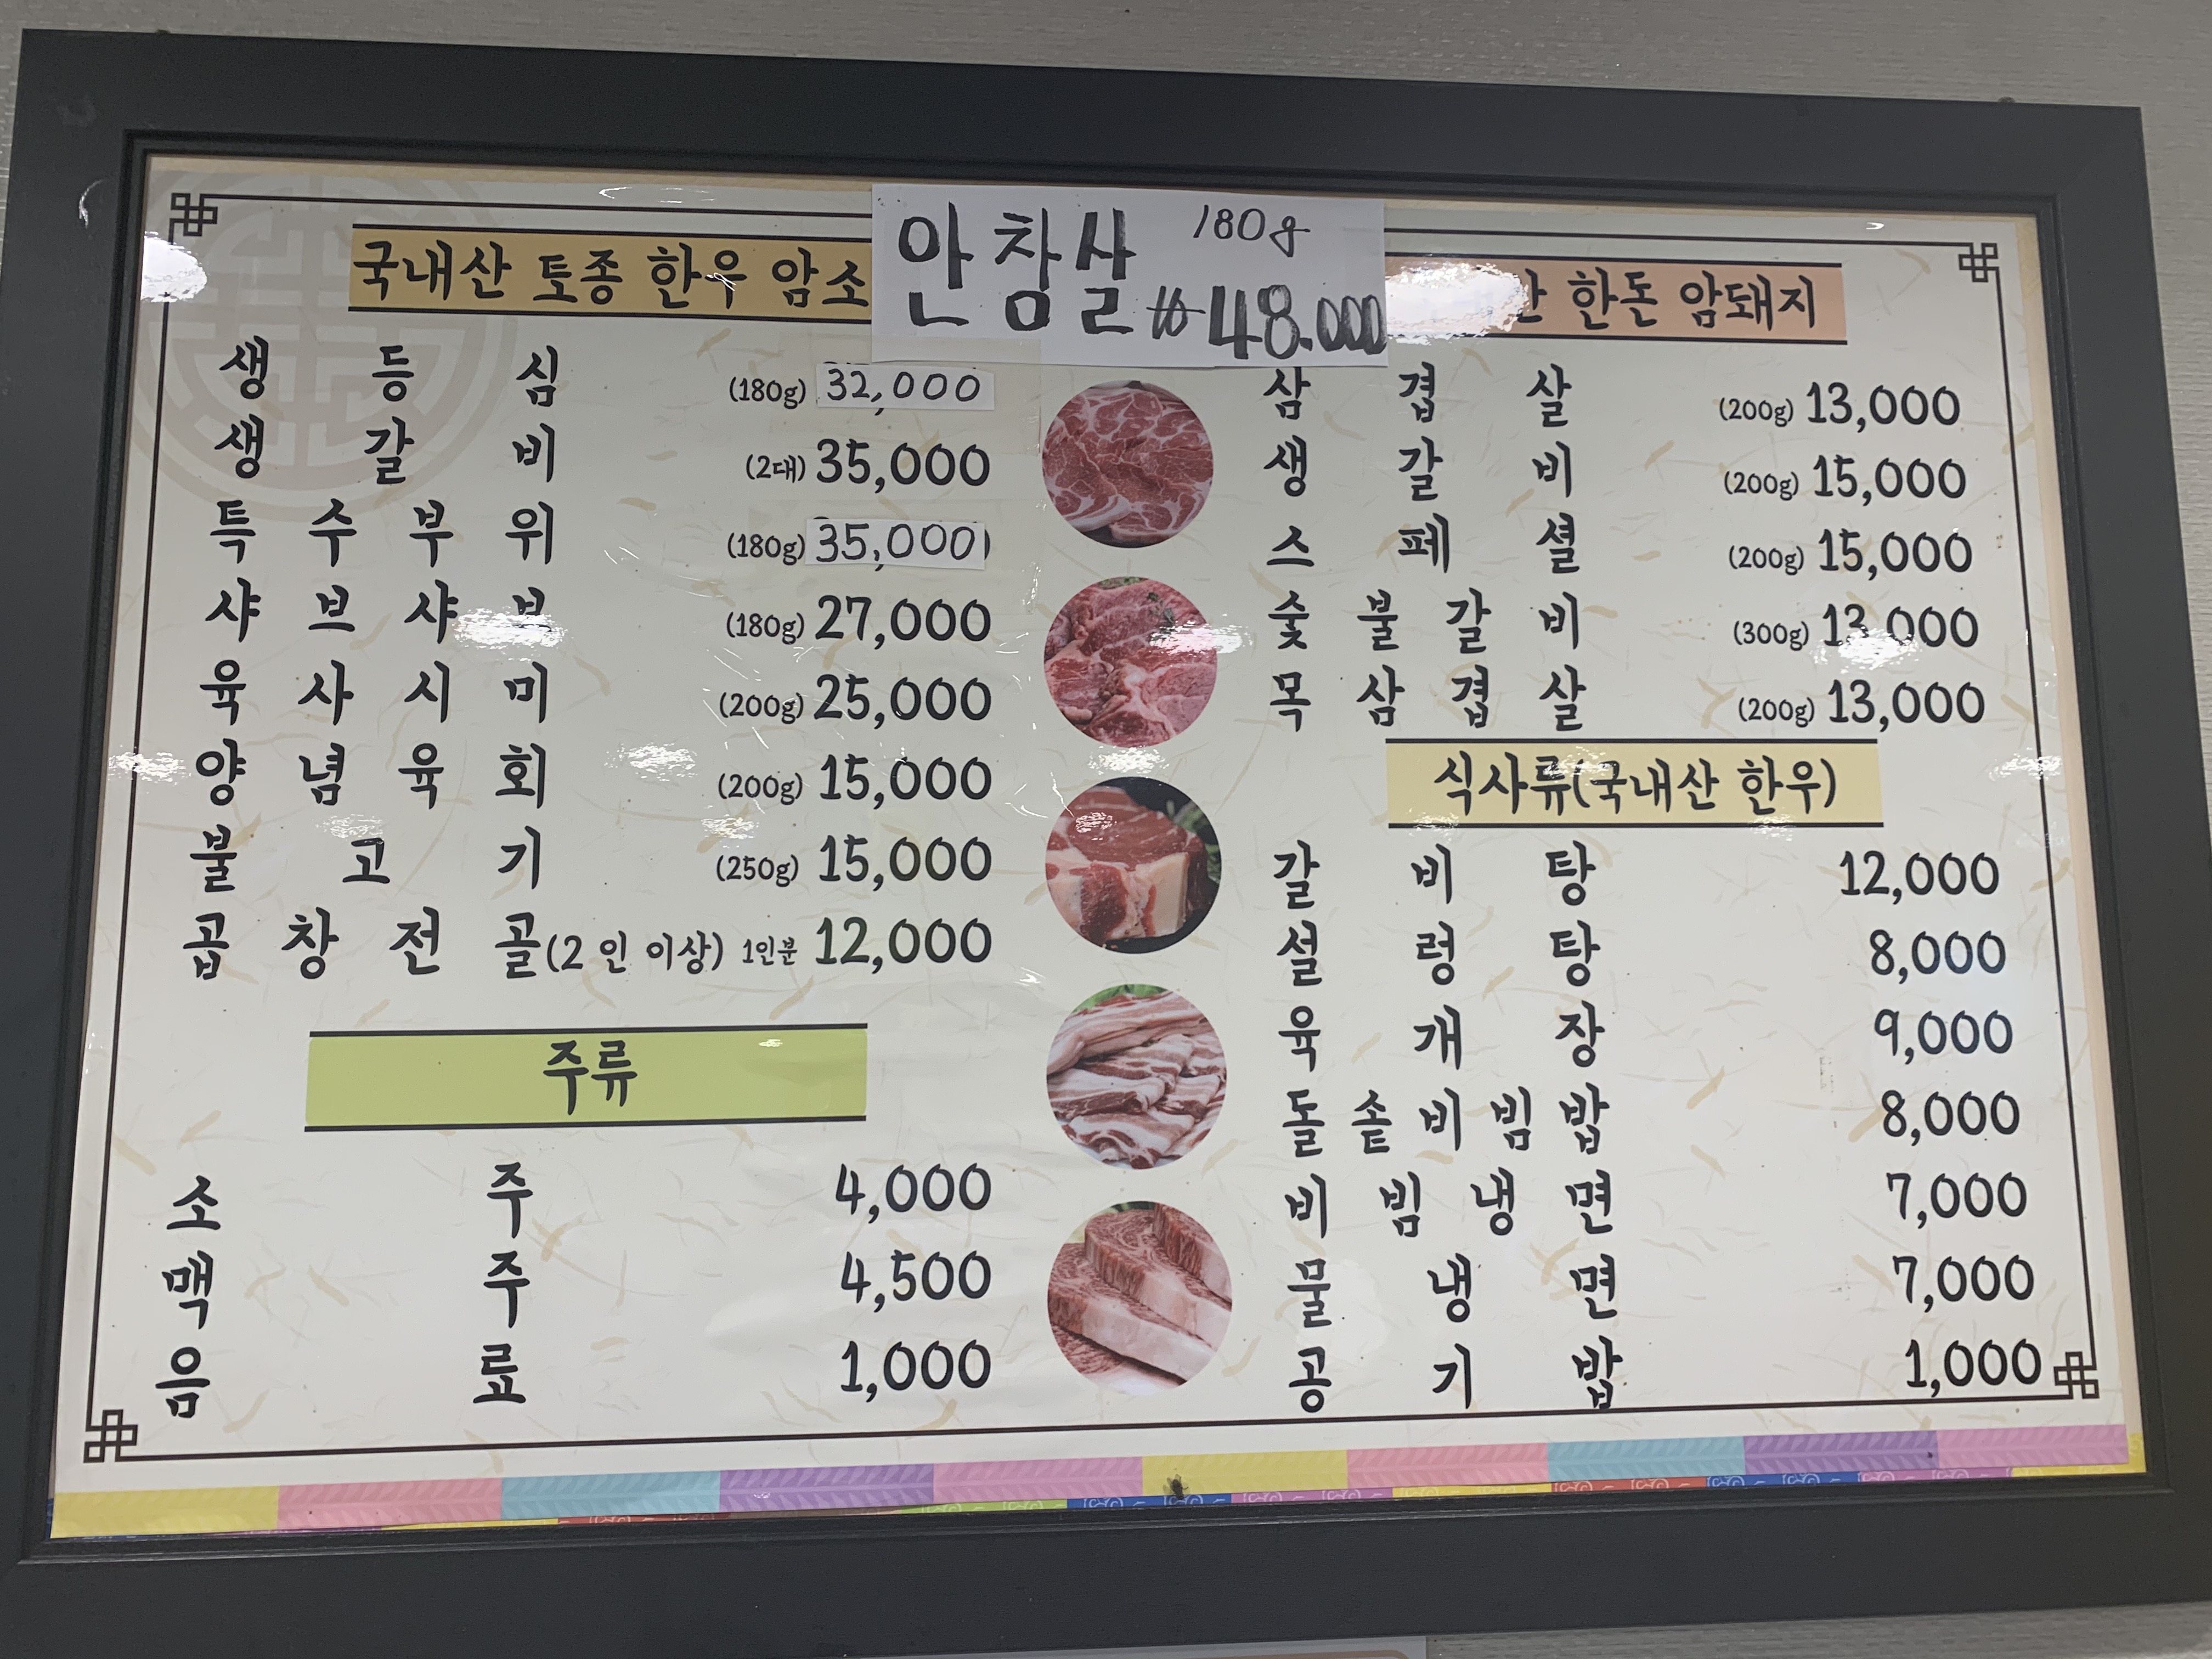 안창살 180g
₩48.000
국내산 토종 한우 암소
생등심 (180g) 32,000
생갈비 (2대) 35,000
특수부위 (180g) 35,000
샤브샤브 (180g) 27,000
육사시미 (200g) 25,000
양념육회 (200g) 15,000
불고기 (250g) 15,000
곱창전골(2인 이상) 1인분 12,000
주류
소주 4,000
맥주 4,500
음료 1,000
한돈 암돼지
삼겹살 (200g) 13,000
생갈비 (200g) 15,000
스페셜 (200g) 15,000
숯불갈비 (300g) 13,000
목삼겹살 (200g) 13,000
식사류(국내산 한우)
갈비탕 12,000
설렁탕 8,000
육개장 9,000
돌솥비빔밥 8,000
비빔냉면 7,000
물냉면 7,000
공기밥 1,000